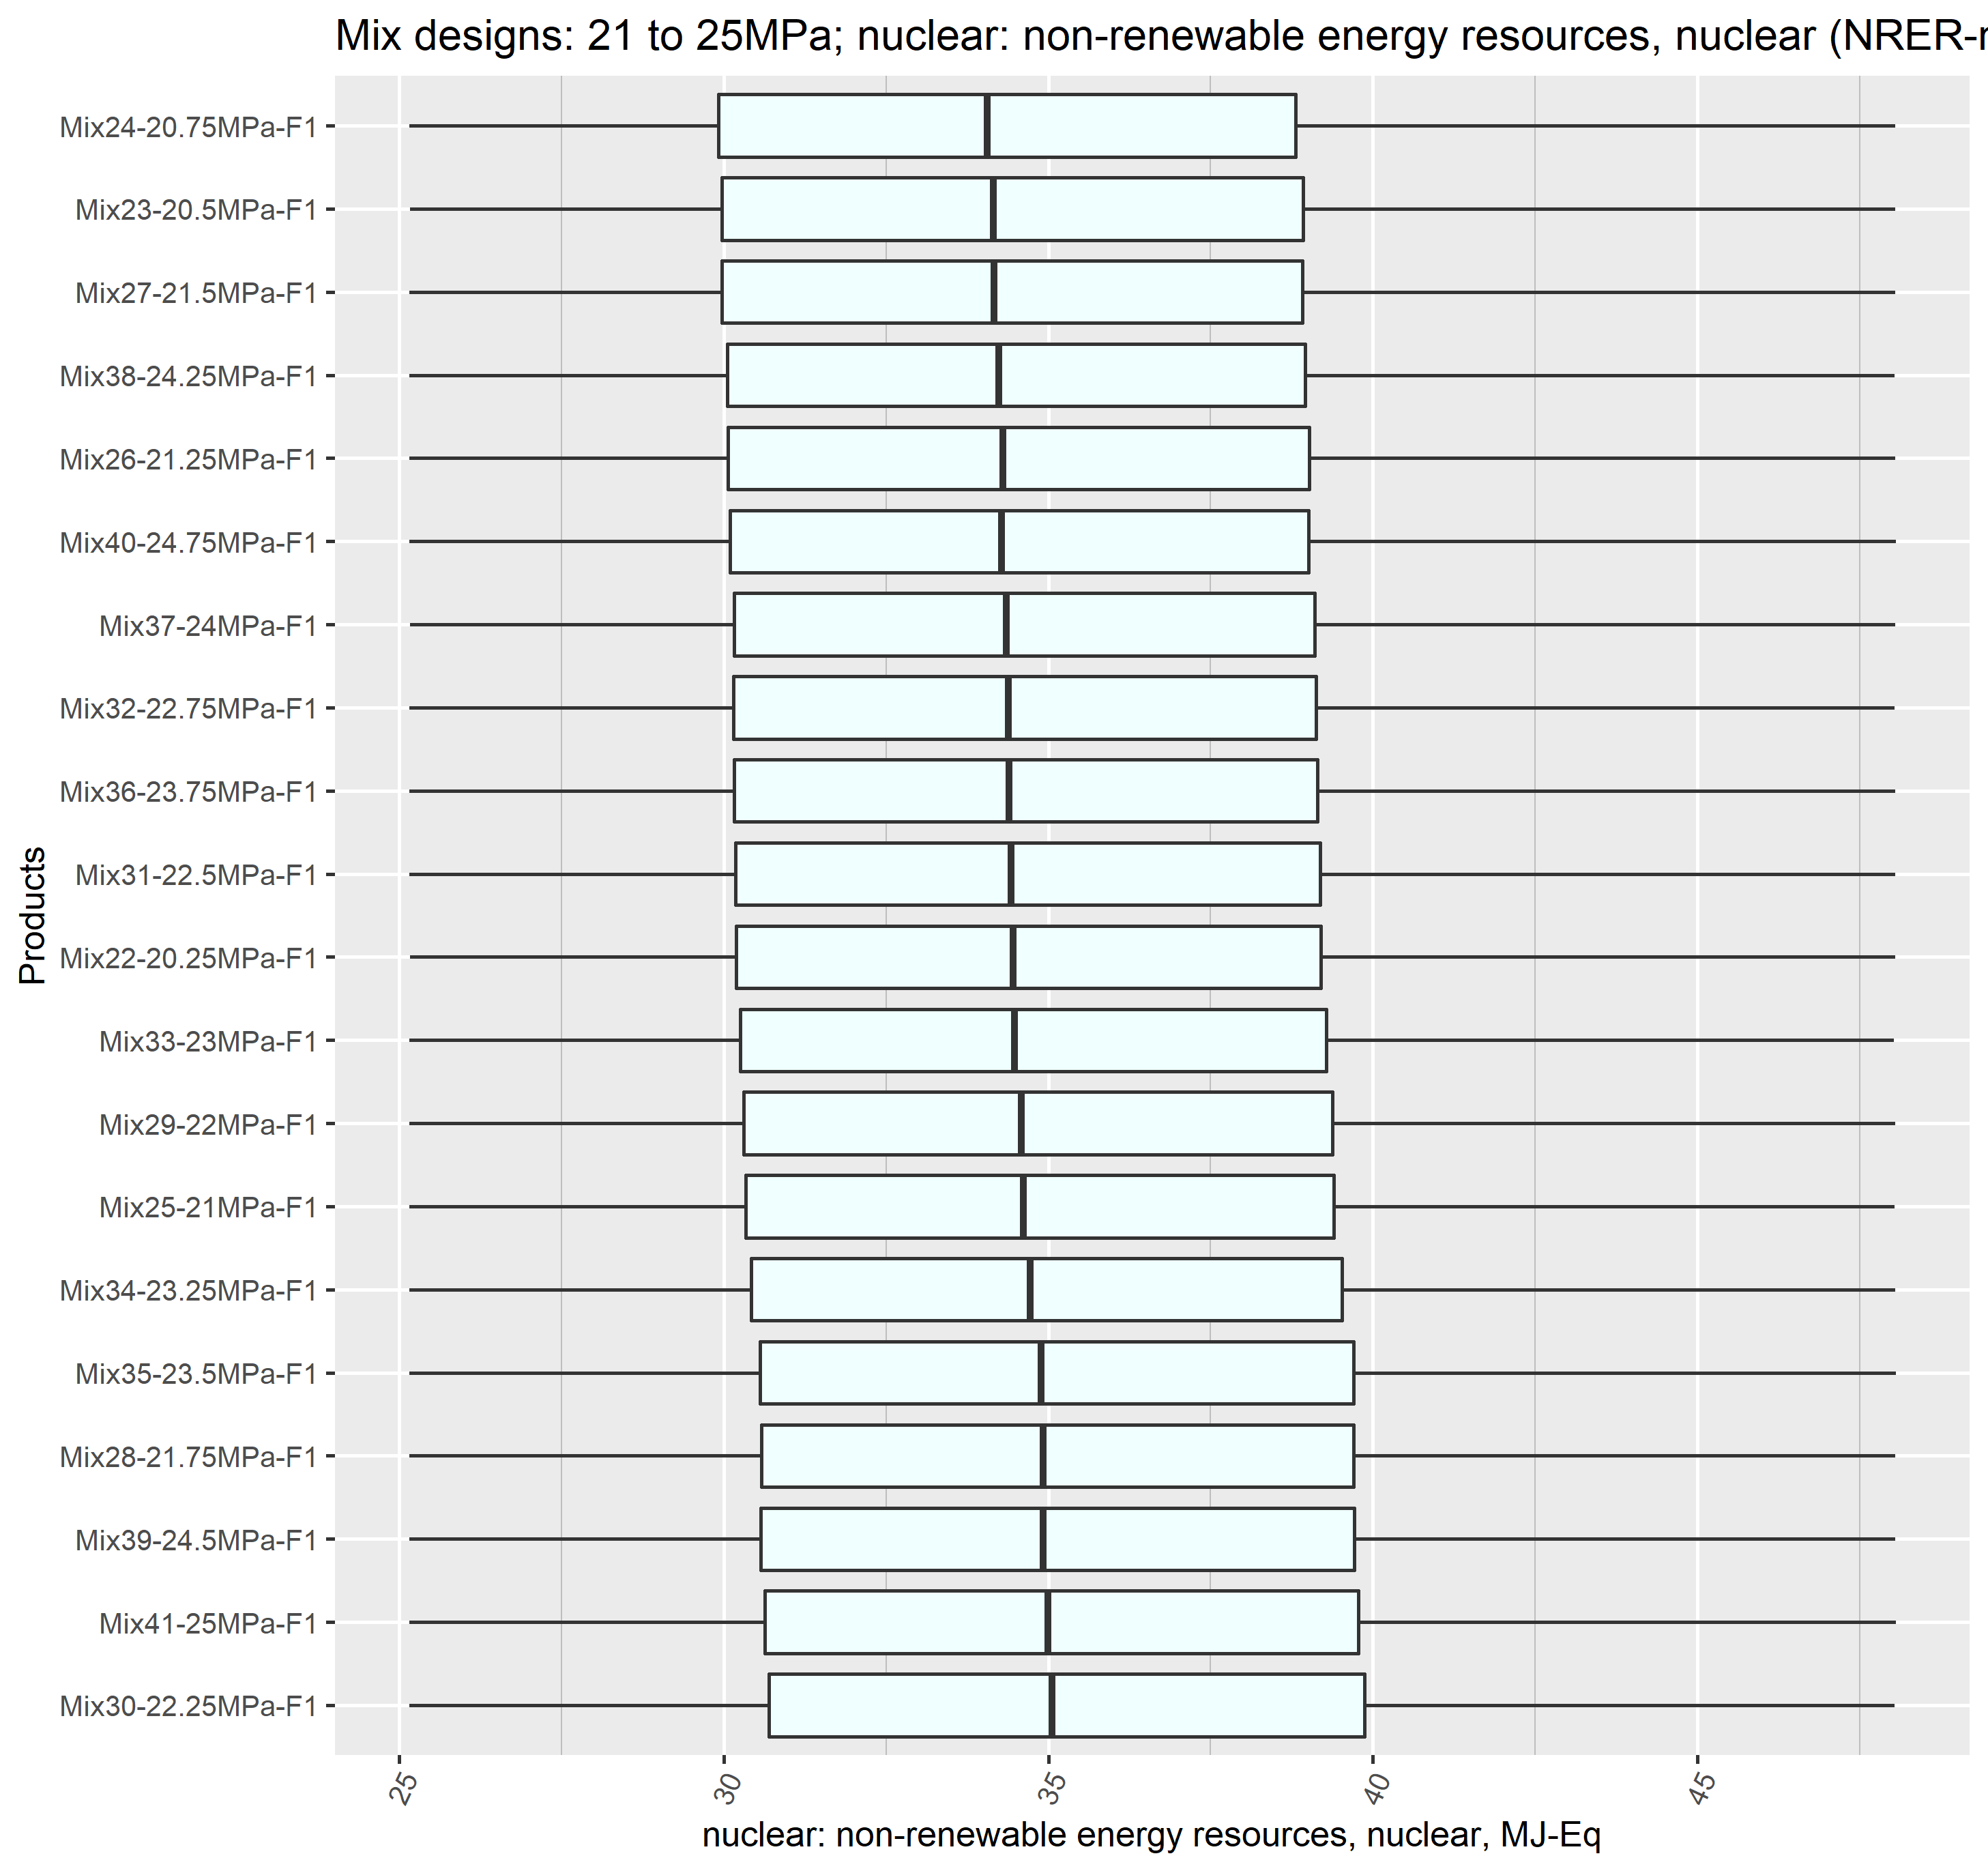 Mix designs: 21 to 25MPa; nuclear: non-renewable energy resources, nuclear (NRER-
Mix24-20.75MPa-F1
Mix23-20.5MPa-F1
Mix27-21.5MPa-F1
Mix38-24.25MPa-F1
Mix26-21.25MPa-F1
Mix40-24.75MPa-F1
Mix37-24MPa-F1
Mix32-22.75MPa-F1
Mix36-23.75MPa-F1
Mix31-22.5MPa-F1
Mix22-20.25MPa-F1
Mix33-23MPa-F1
Mix29-22MPa-F1
Mix25-21MPa-F1
Mix34-23.25MPa-F1
Mix35-23.5MPa-F1
Mix28-21.75MPa-F1
Mix39-24.5MPa-F1
Mix41-25MPa-F1
Mix30-22.25MPa-F1
Products
25 30 35 40 45
nuclear: non-renewable energy resources, nuclear, MJ-Eq